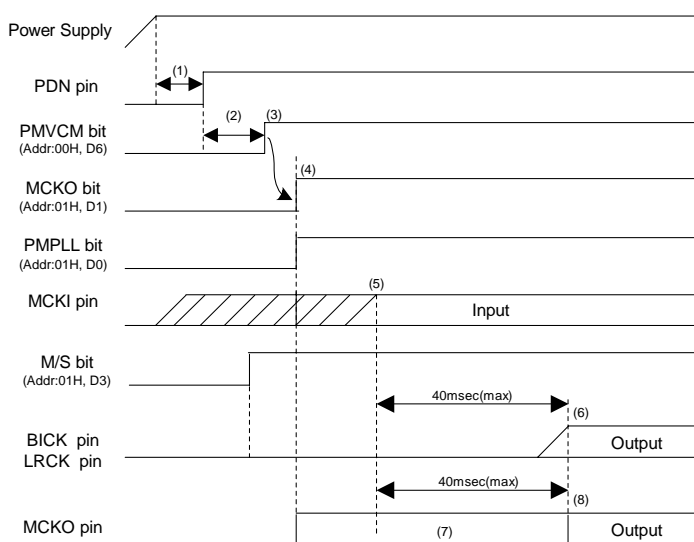 Power Supply
(1)
PDN pin
(2)
(3)
PMVCM bit
(Addr:00H, D6)
(4)
MCKO bit
(Addr:01H, D1)
PMPLL bit
(Addr:01H, D0)
(5)
MCKI pin
Input
M/S bit
(Addr:01H, D3)
40msec(max)
(6)
BICK pin
Output
LRCK pin
40msec(max)
(8)
MCKO pin
(7)
Output